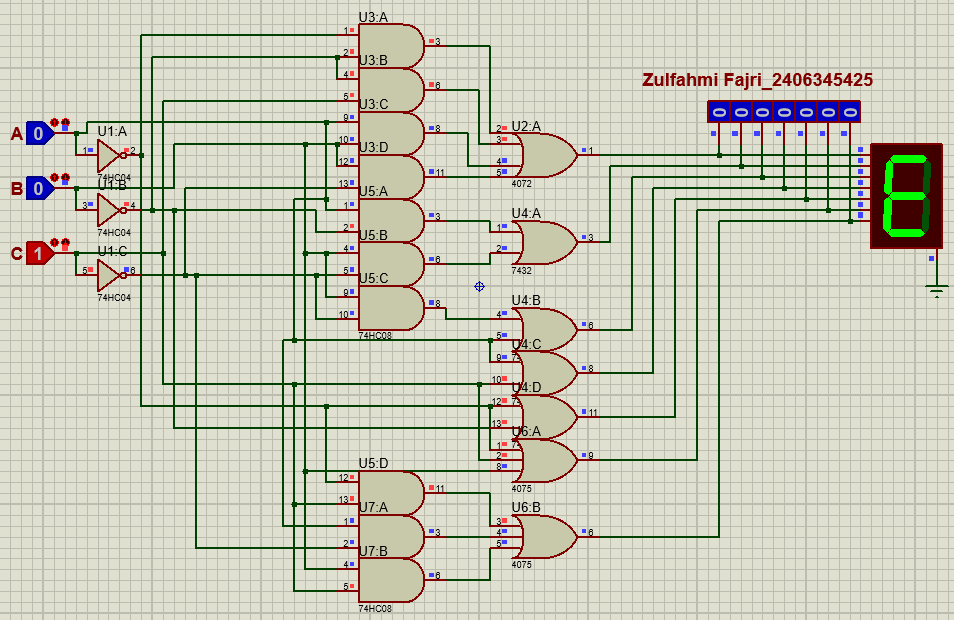 Zulfahmi Fajri_2406345425
0 0 0 0 0 0 0
A 0
B 0
C 1
U1:A
1 2
74HC04
U1:B
3 4
74HC04
U1:C
5 6
74HC04
U3:A
1
2
3
U3:B
4
5
6
U3:C
9
10
8
U3:D
12
13
11
U5:A
1
2
3
U5:B
4
5
6
U5:C
9
10
8
74HC08
U2:A
2
3
4
5
1
4072
U4:A
1
2
3
7432
U4:B
4
5
6
U4:C
9
10
8
U4:D
12
13
11
U6:A
1
2
8
9
4075
U5:D
12
13
11
U7:A
1
2
3
U7:B
4
5
6
74HC08
U6:B
3
4
5
6
4075